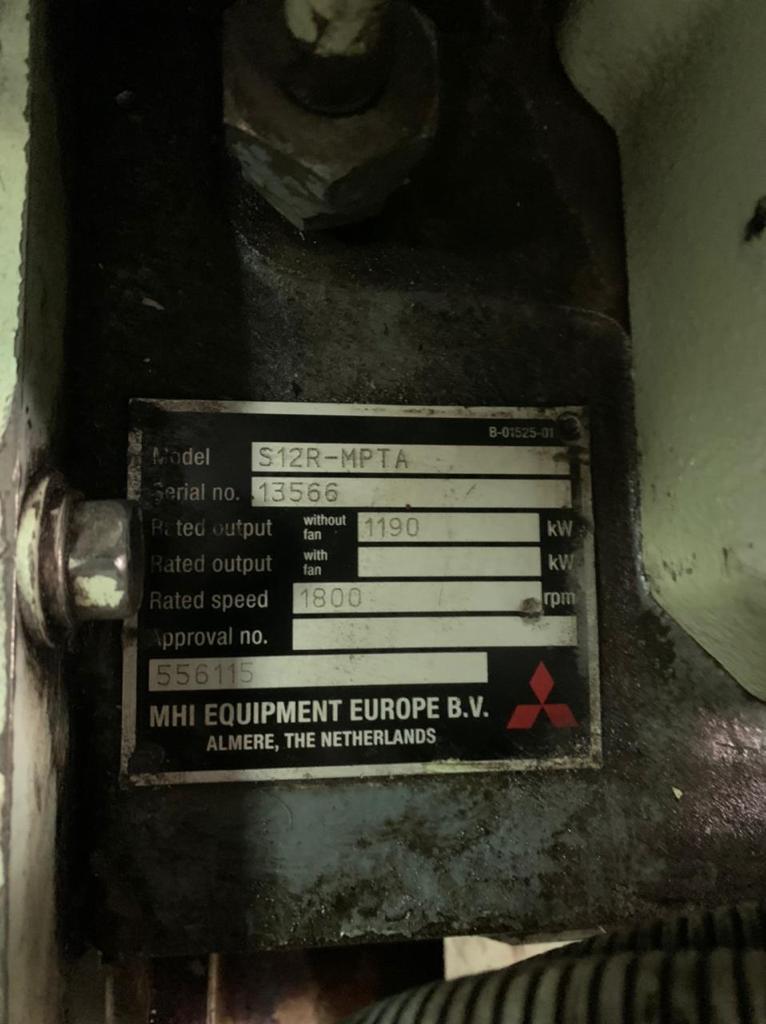 B-01525-01
Model S12R-MPTA
Serial no. 13566
Rated output without fan 1190 kW
Rated output with fan kW
Rated speed 1800 rpm
Approval no.
556115
MHI EQUIPMENT EUROPE B.V.
ALMERE, THE NETHERLANDS